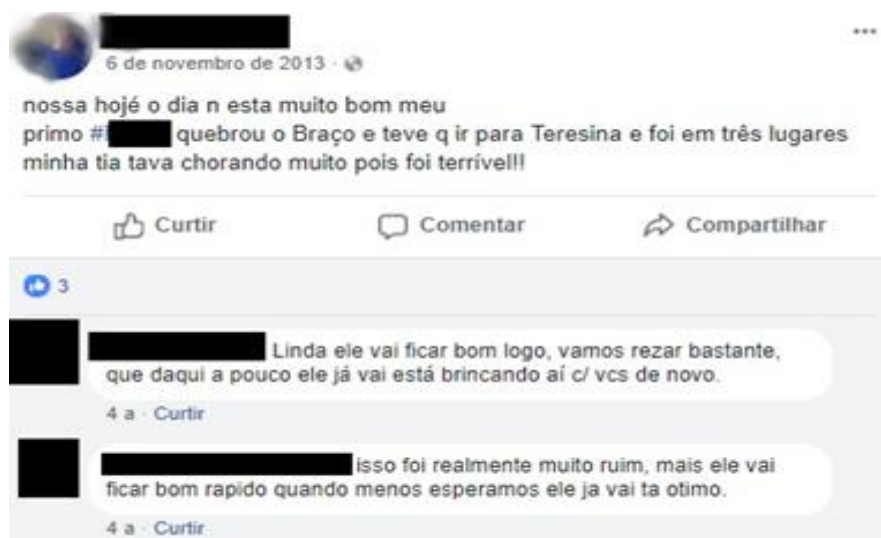 6 de novembro de 2013
nossa hojé o dia n esta muito bom meu
primo # quebrou o Braço e teve q ir para Teresina e foi em três lugares
minha tia tava chorando muito pois foi terrível!!
Curtir Comentar Compartilhar
3
Linda ele vai ficar bom logo, vamos rezar bastante,
que daqui a pouco ele já vai está brincando aí c/ vcs de novo.
4 a · Curtir
isso foi realmente muito ruim, mais ele vai
ficar bom rapido quando menos esperamos ele ja vai ta otimo.
4 a · Curtir